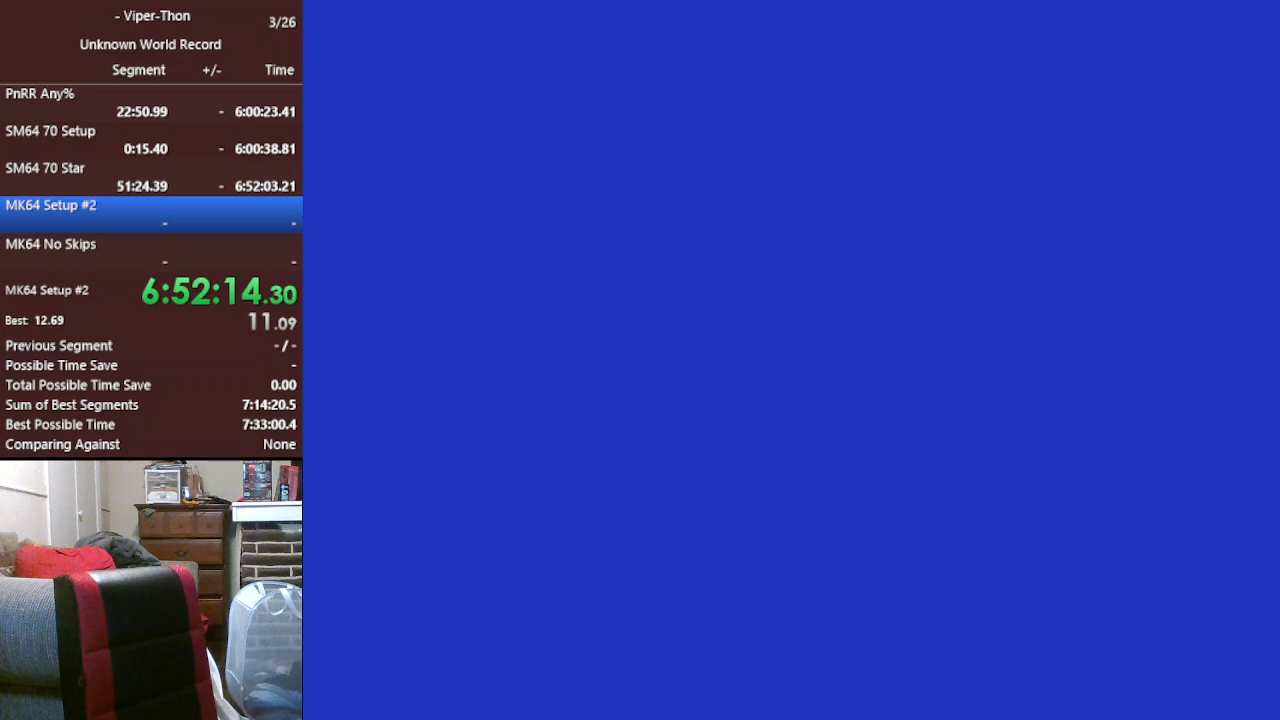 - Viper-Thon
3/26
Unknown World Record
Segment +/- Time
PnRR Any%
22:50.99 - 6:00:23.41
SM64 70 Setup
0:15.40 - 6:00:38.81
SM64 70 Star
51:24.39 - 6:52:03.21
MK64 Setup #2
- -
MK64 No Skips
- -
MK64 Setup #2 6:52:14.30
Best: 12.69 11.09
Previous Segment - / -
Possible Time Save -
Total Possible Time Save 0.00
Sum of Best Segments 7:14:20.5
Best Possible Time 7:33:00.4
Comparing Against None